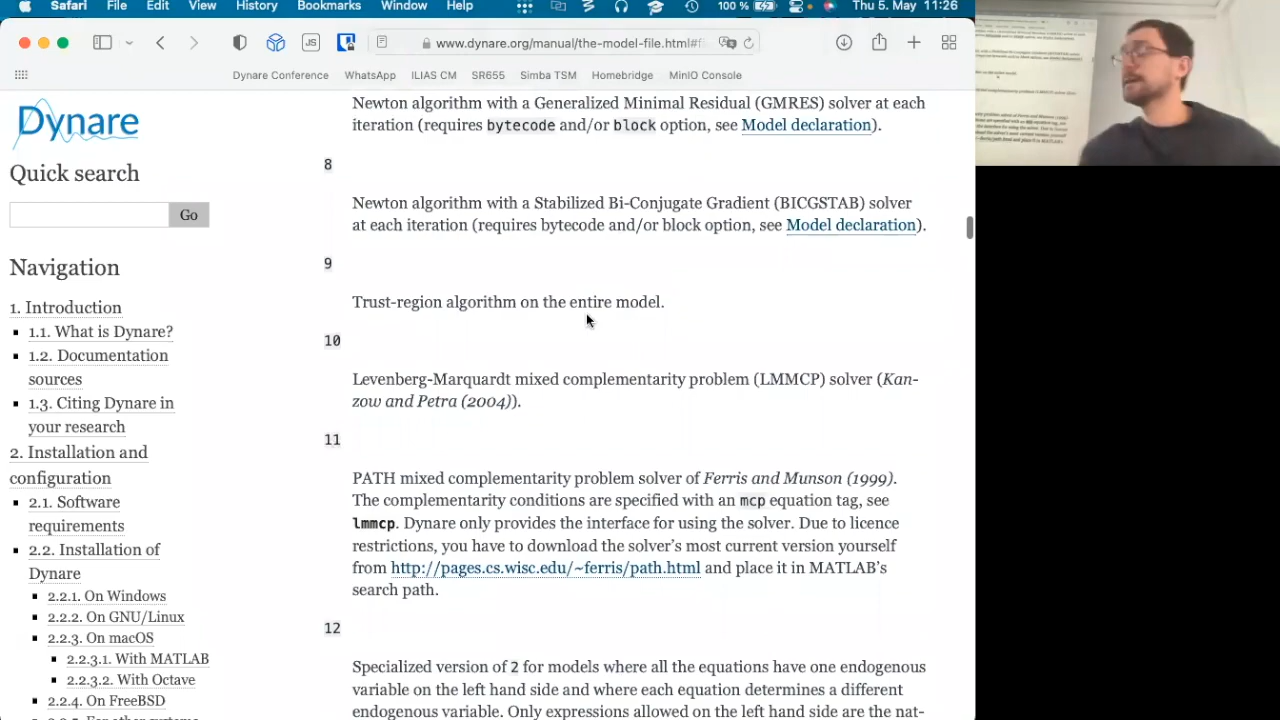 Safari File Edit View History Bookmarks Window Help 100 % Thu 5. May 11:26
www.dynare.org/manual/the-model-file.html#f
Dynare Conference WhatsApp ILIAS CM SR655 Simba TSM Homebridge MinIO Console
Dynare
Quick search
Go
Navigation
1. Introduction
1.1. What is Dynare?
1.2. Documentation
sources
1.3. Citing Dynare in
your research
2. Installation and
configuration
2.1. Software
requirements
2.2. Installation of
Dynare
2.2.1. On Windows
2.2.2. On GNU/Linux
2.2.3. On macOS
2.2.3.1. With MATLAB
2.2.3.2. With Octave
2.2.4. On FreeBSD
2.2.5. For other systems
Newton algorithm with a Generalized Minimal Residual (GMRES) solver at each
iteration (requires bytecode and/or block option, see Model declaration).
8
Newton algorithm with a Stabilized Bi-Conjugate Gradient (BICGSTAB) solver
at each iteration (requires bytecode and/or block option, see Model declaration).
9
Trust-region algorithm on the entire model.
10
Levenberg-Marquardt mixed complementarity problem (LMMCP) solver (Kan-
zow and Petra (2004)).
11
PATH mixed complementarity problem solver of Ferris and Munson (1999).
The complementarity conditions are specified with an mcp equation tag, see
lmmcp. Dynare only provides the interface for using the solver. Due to licence
restrictions, you have to download the solver's most current version yourself
from http://pages.cs.wisc.edu/~ferris/path.html and place it in MATLAB's
search path.
12
Specialized version of 2 for models where all the equations have one endogenous
variable on the left hand side and where each equation determines a different
endogenous variable. Only expressions allowed on the left hand side are the nat-